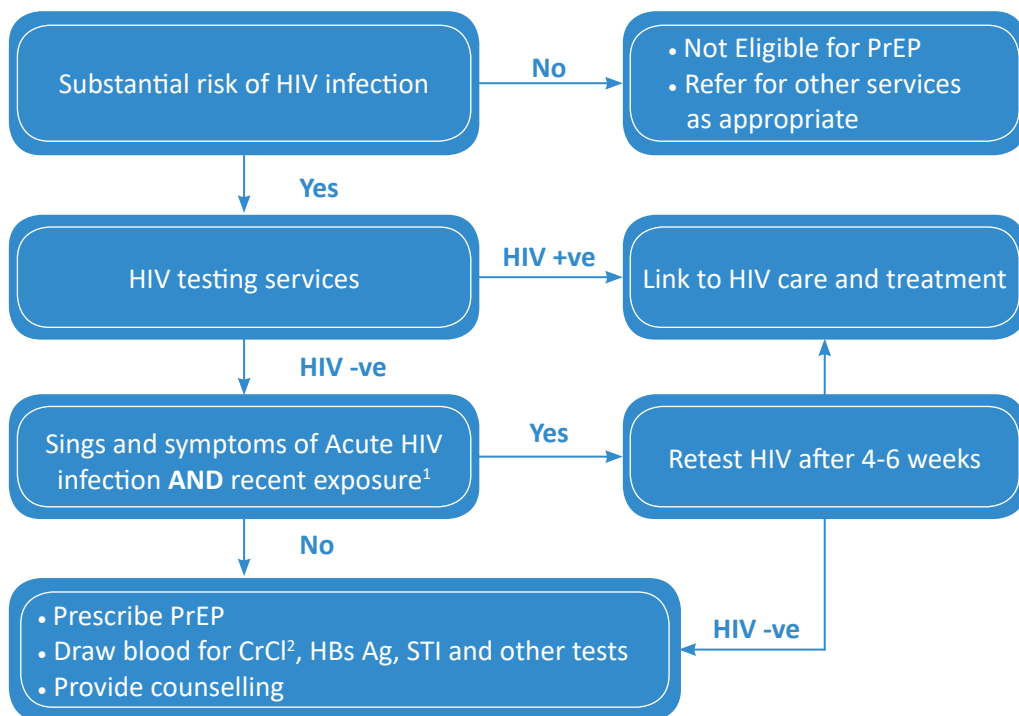 Substantial risk of HIV infection
No
• Not Eligible for PrEP
• Refer for other services
as appropriate
Yes
HIV testing services
HIV +ve
Link to HIV care and treatment
HIV -ve
Sings and symptoms of Acute HIV
infection AND recent exposure¹
Yes
Retest HIV after 4-6 weeks
No
• Prescribe PrEP
• Draw blood for CrCl², HBs Ag, STI and other tests
• Provide counselling
HIV -ve